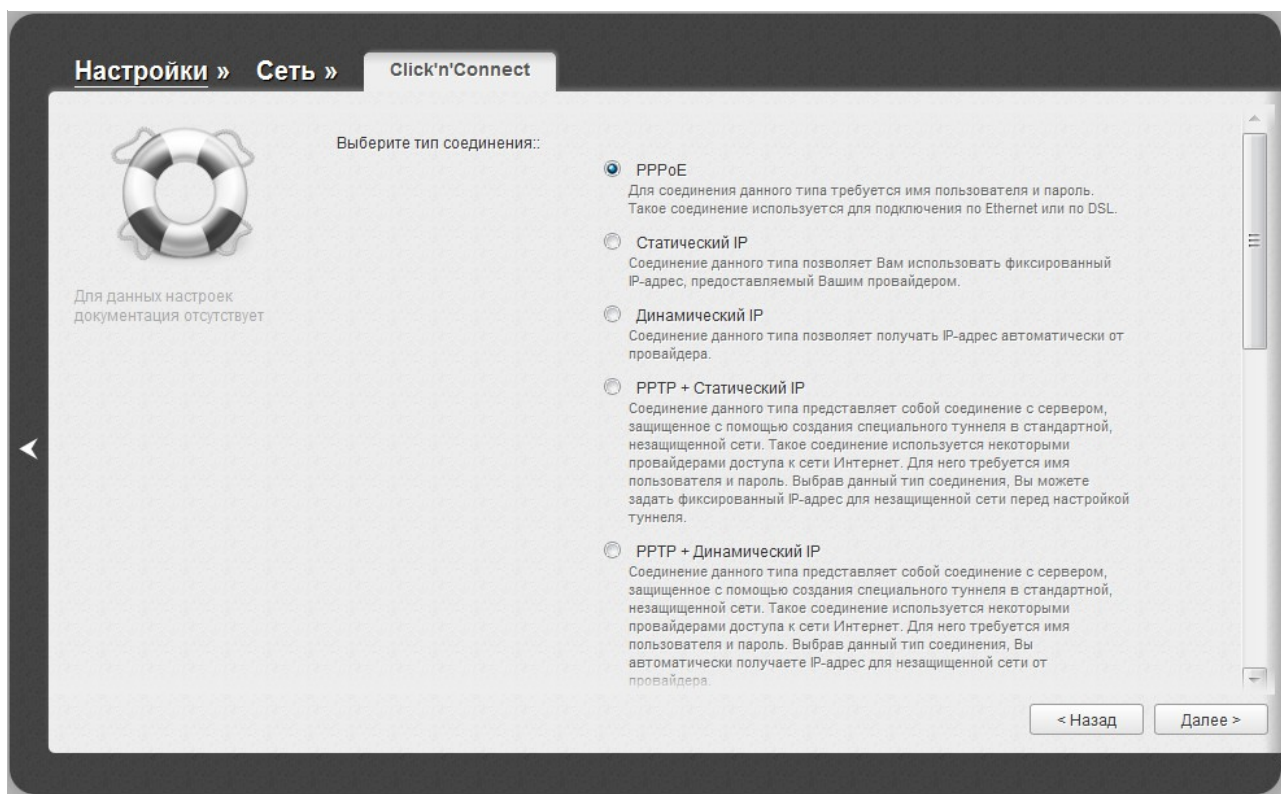 Настройки » Сеть » Click'n'Connect
Выберите тип соединения::
PPPoE
Для соединения данного типа требуется имя пользователя и пароль.
Такое соединение используется для подключения по Ethernet или по DSL.
Статический IP
Соединение данного типа позволяет Вам использовать фиксированный
IP-адрес, предоставляемый Вашим провайдером.
Для данных настроек
документация отсутствует
Динамический IP
Соединение данного типа позволяет получать IP-адрес автоматически от
провайдера.
PPTP + Статический IP
Соединение данного типа представляет собой соединение с сервером,
защищенное с помощью создания специального туннеля в стандартной,
незащищенной сети. Такое соединение используется некоторыми
провайдерами доступа к сети Интернет. Для него требуется имя
пользователя и пароль. Выбрав данный тип соединения, Вы можете
задать фиксированный IP-адрес для незащищенной сети перед настройкой
туннеля.
PPTP + Динамический IP
Соединение данного типа представляет собой соединение с сервером,
защищенное с помощью создания специального туннеля в стандартной,
незащищенной сети. Такое соединение используется некоторыми
провайдерами доступа к сети Интернет. Для него требуется имя
пользователя и пароль. Выбрав данный тип соединения, Вы
автоматически получаете IP-адрес для незащищенной сети от
провайдера.
< Назад
Далее >